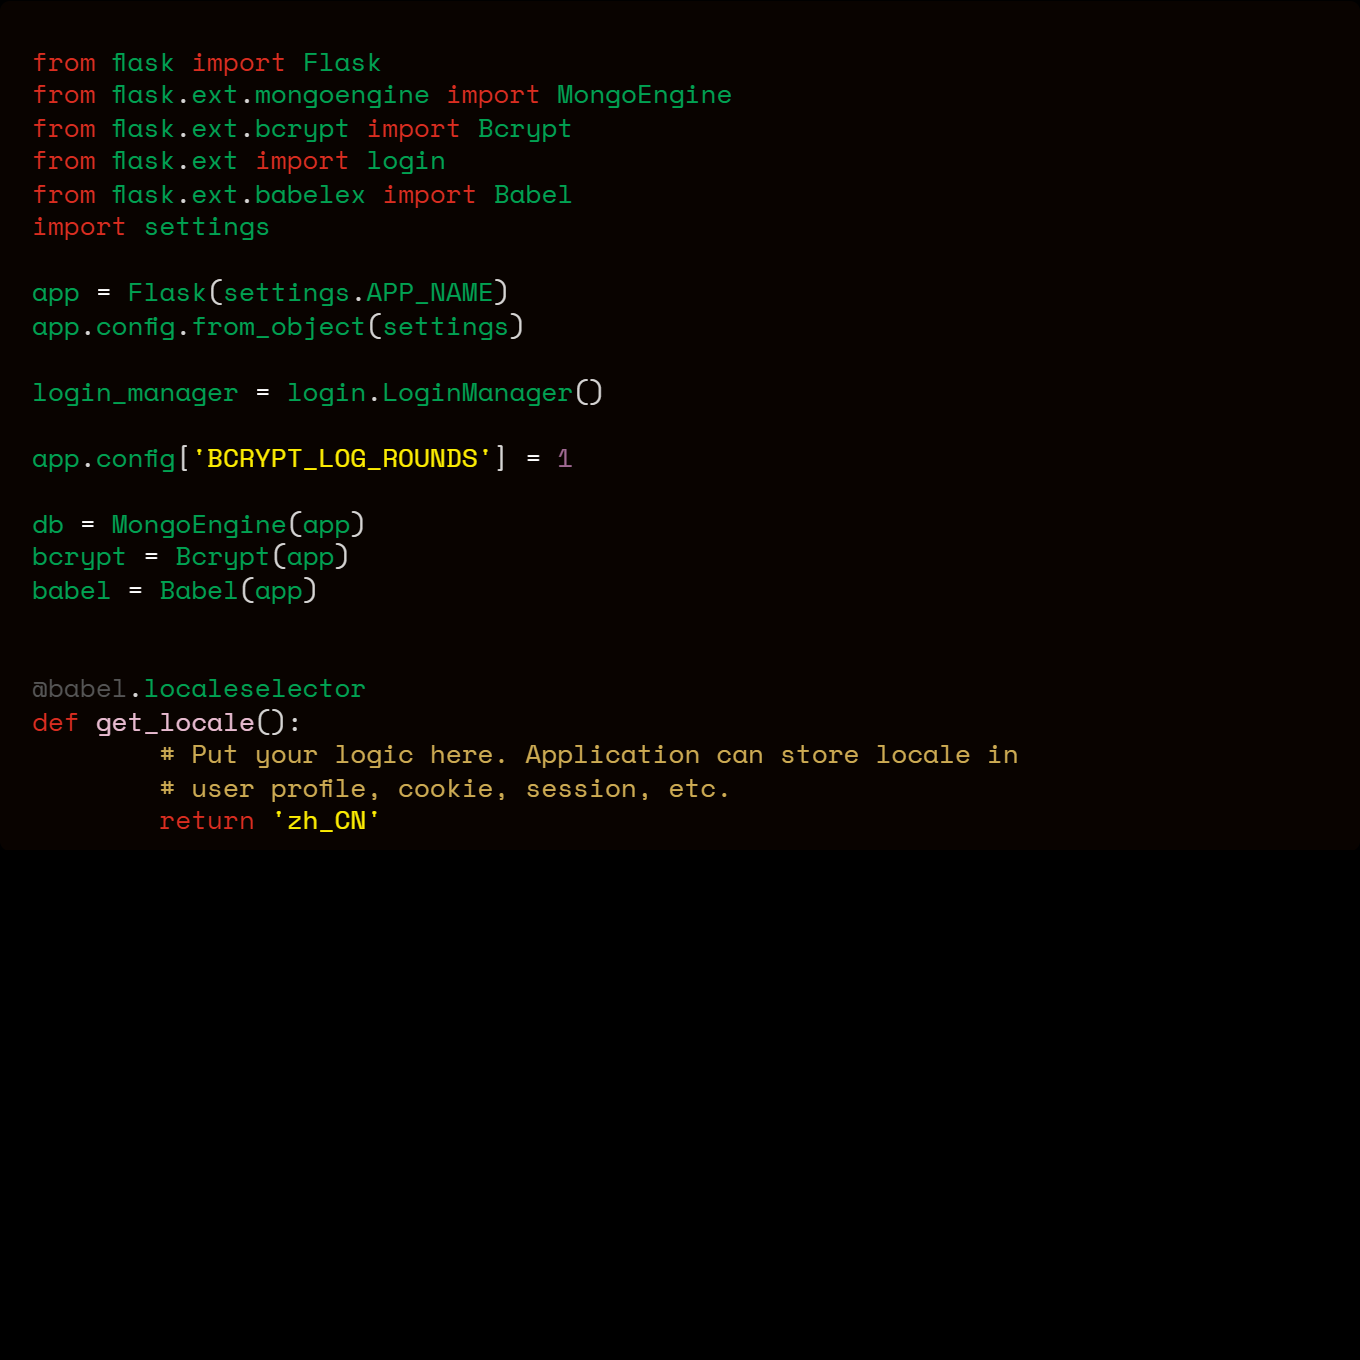 from flask import Flask
from flask.ext.mongoengine import MongoEngine
from flask.ext.bcrypt import Bcrypt
from flask.ext import login
from flask.ext.babelex import Babel
import settings

app = Flask(settings.APP_NAME)
app.config.from_object(settings)

login_manager = login.LoginManager()

app.config['BCRYPT_LOG_ROUNDS'] = 1

db = MongoEngine(app)
bcrypt = Bcrypt(app)
babel = Babel(app)


@babel.localeselector
def get_locale():
        # Put your logic here. Application can store locale in
        # user profile, cookie, session, etc.
        return 'zh_CN'